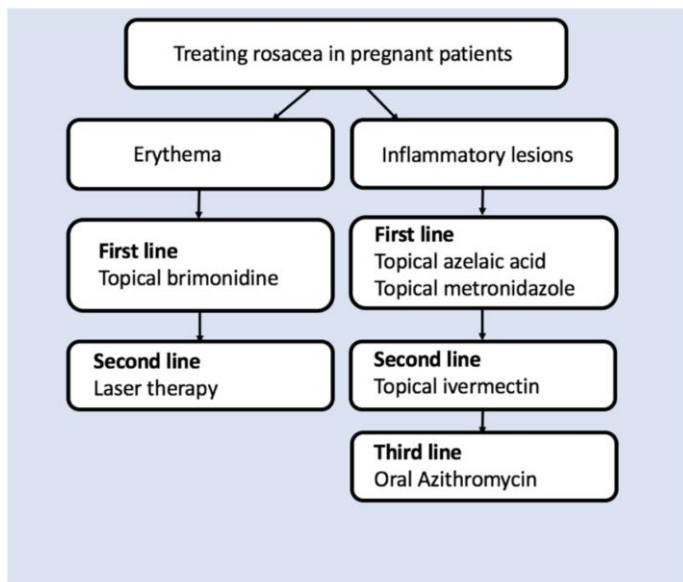 Treating rosacea in pregnant patients
Erythema
Inflammatory lesions
First line
Topical brimonidine
First line
Topical azelaic acid
Topical metronidazole
Second line
Laser therapy
Second line
Topical ivermectin
Third line
Oral Azithromycin